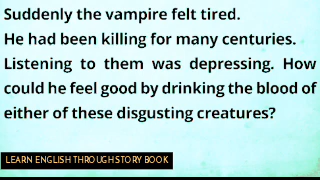 Suddenly the vampire felt tired.
He had been killing for many centuries.
Listening to them was depressing. How
could he feel good by drinking the blood of
either of these disgusting creatures?
LEARN ENGLISH THROUGH STORY BOOK